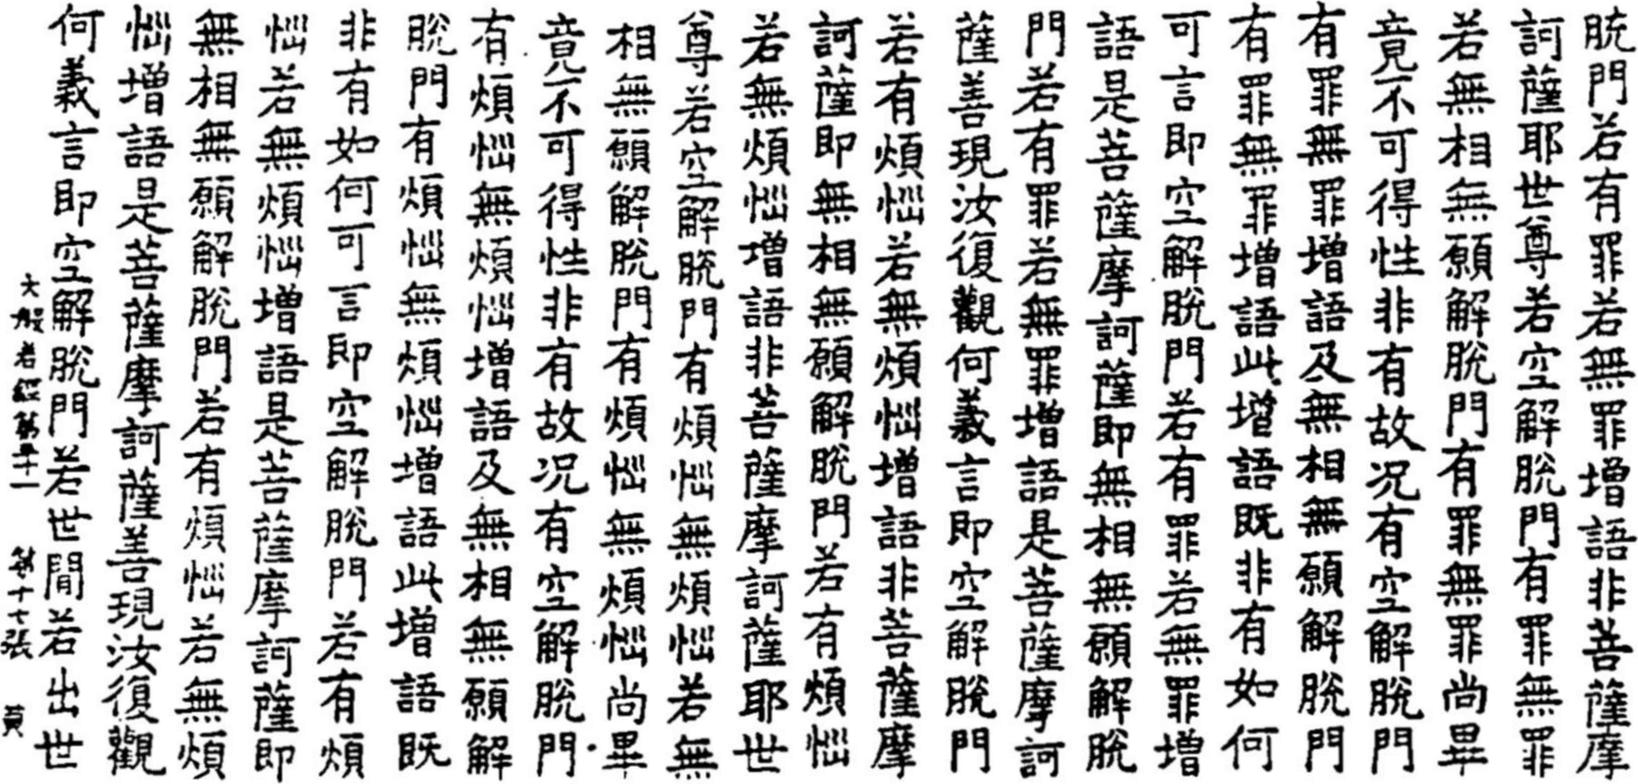 脫門若有罪若無罪增語非菩薩摩
訶薩耶世尊若空解脫門有罪無罪
若無相無願解脫門有罪無罪尚畢
竟不可得性非有故况有空解脫門
有罪無罪增語及無相無願解脫門
有罪無罪增語此增語既非有如何
可言即空解脫門若有罪若無罪增
語是菩薩摩訶薩即無相無願解脫
門若有罪若無罪增語是菩薩摩訶
薩善現汝復觀何義言即空解脫門
若有煩惱若無煩惱增語非菩薩摩
訶薩即無相無願解脫門若有煩惱
若無煩惱增語非菩薩摩訶薩耶世
尊若空解脫門有煩惱無煩惱若無
相無願解脫門有煩惱無煩惱尚畢
竟不可得性非有故况有空解脫門
有煩惱無煩惱增語及無相無願解
脫門有煩惱無煩惱增語此增語既
非有如何可言即空解脫門若有煩
惱若無煩惱增語是菩薩摩訶薩即
無相無願解脫門若有煩惱若無煩
惱增語是菩薩摩訶薩善現汝復觀
何義言即空解脫門若世間若出世
大般若經第十一 第十七張 黄